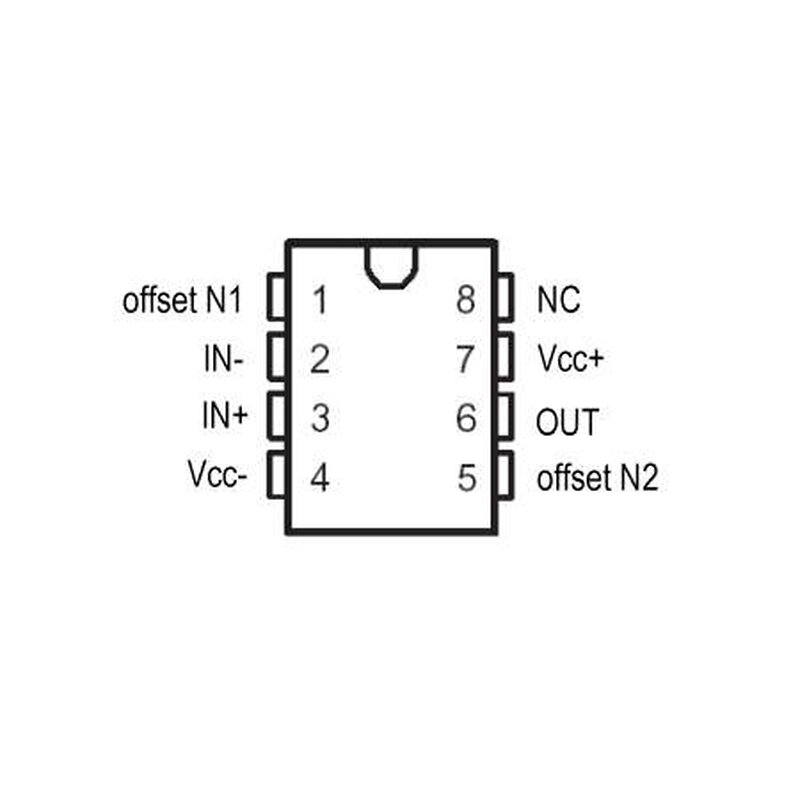 offset N1 1 8 NC
IN- 2 7 Vcc+
IN+ 3 6 OUT
Vcc- 4 5 offset N2